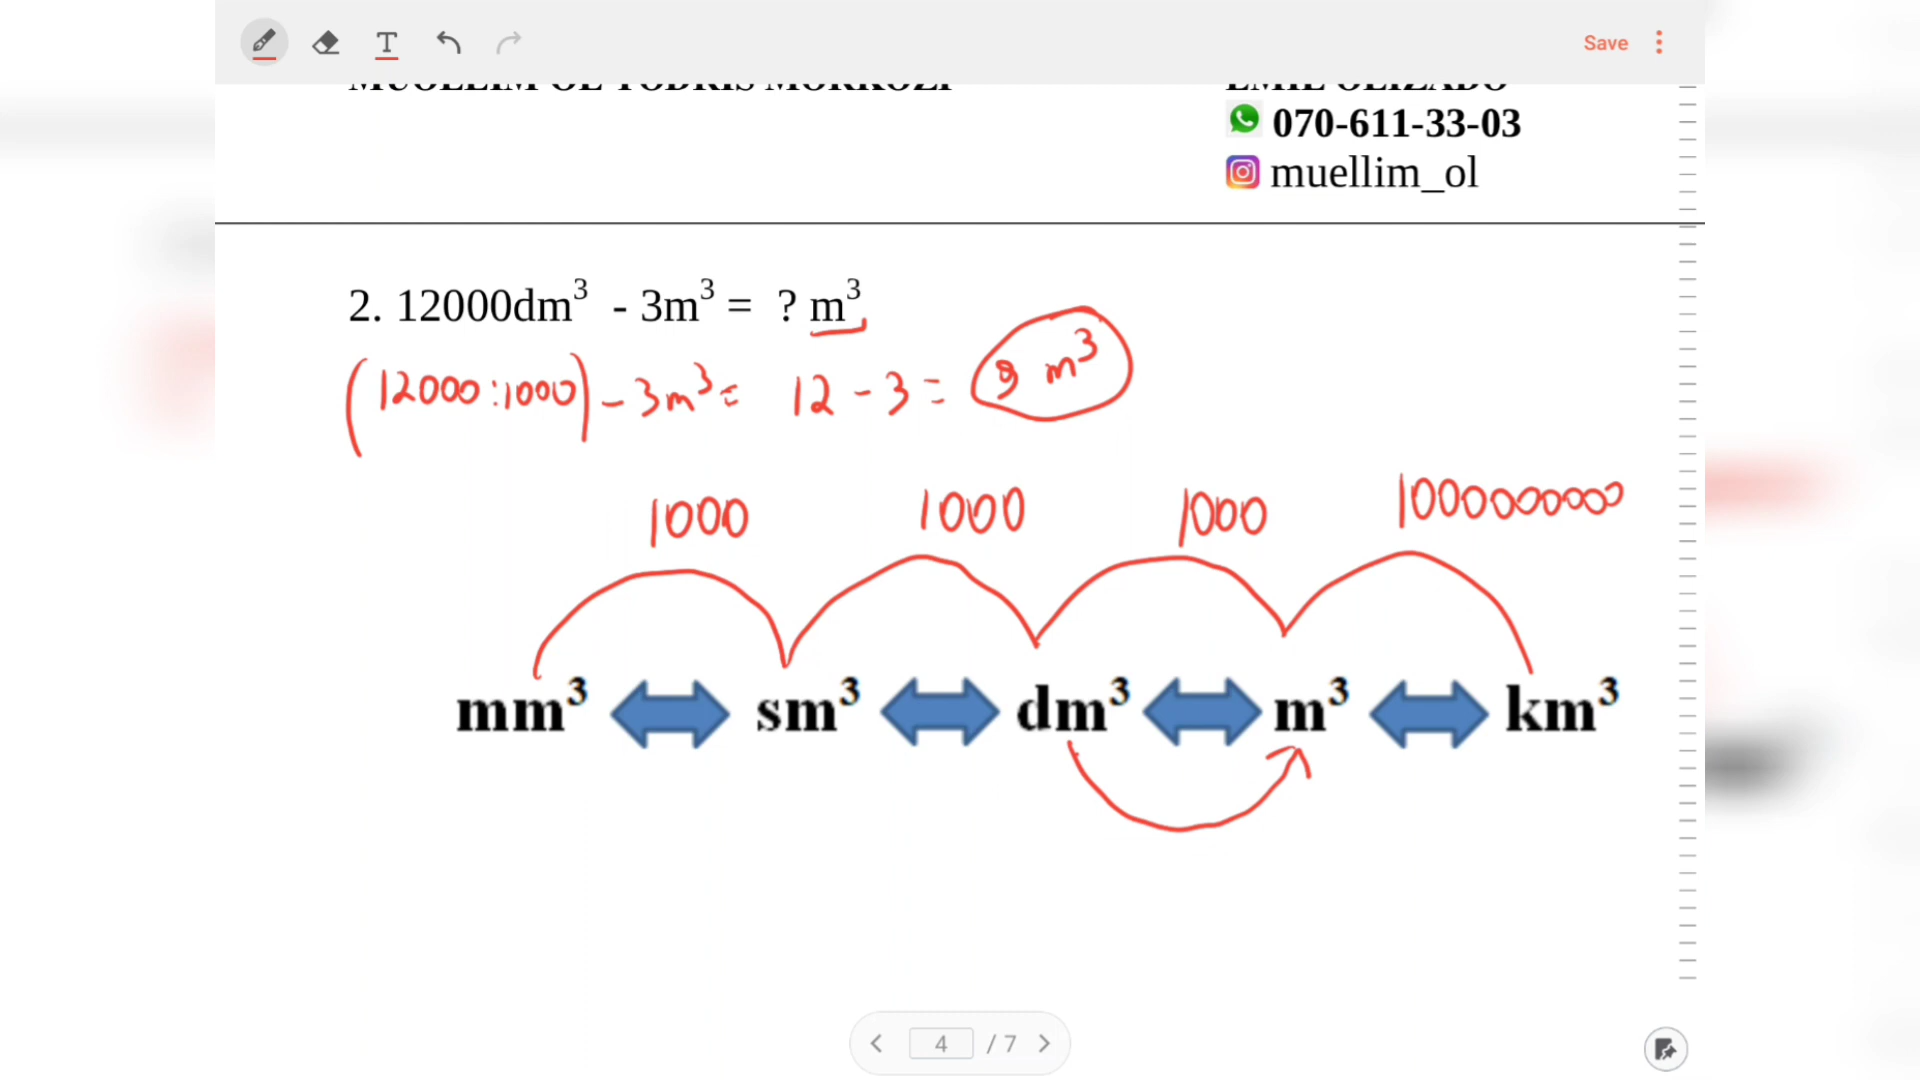 Save
070-611-33-03
muellim_ol
2. 12000dm³ - 3m³ = ? m³
(12000:1000) - 3m³ = 12 - 3 = 9 m³
1000 1000 1000 1000000000
mm³ sm³ dm³ m³ km³
4 / 7